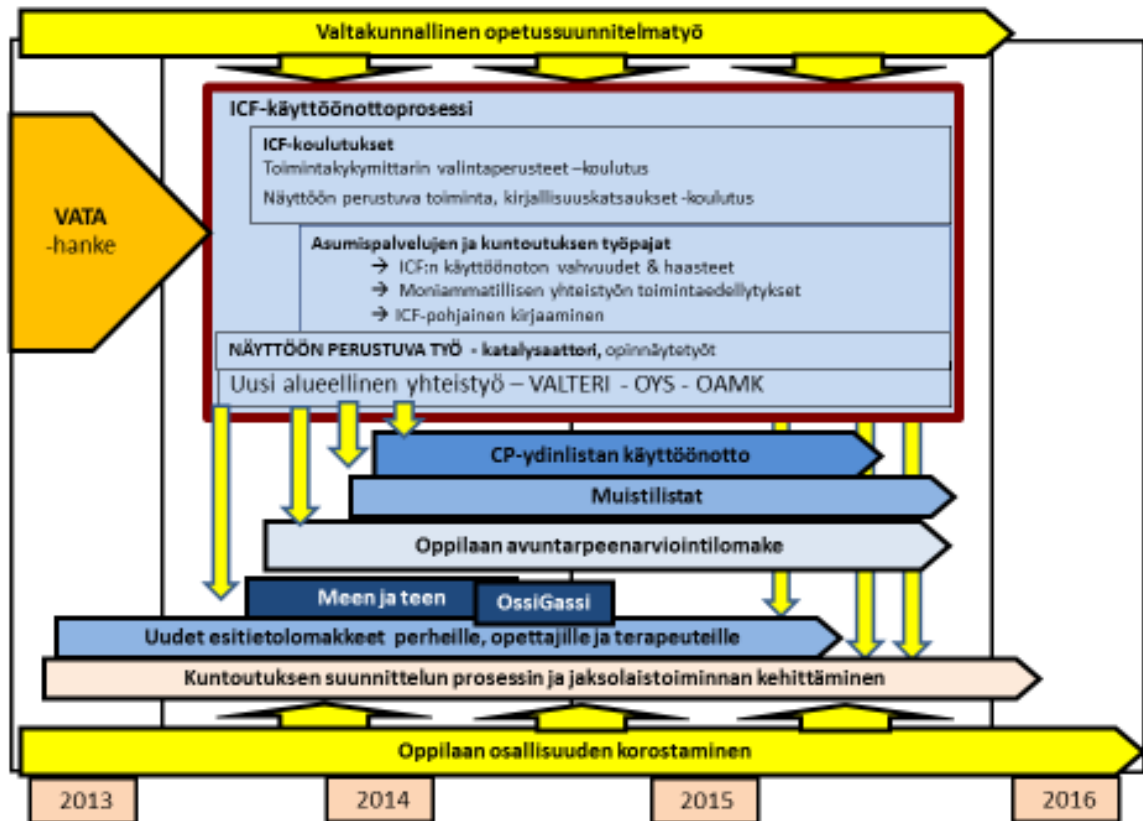 Valtakunnallinen opetussuunnitelmatyö
ICF-käyttöönottoprosessi
ICF-koulutukset
Toimintakykymittarin valintaperusteet –koulutus
Näyttöön perustuva toiminta, kirjallisuuskatsaukset -koulutus
VATA
-hanke
Asumispalvelujen ja kuntoutuksen työpajat
→ ICF:n käyttöönoton vahvuudet & haasteet
→ Moniammatillisen yhteistyön toimintaedellytykset
→ ICF-pohjainen kirjaaminen
NÄYTTÖÖN PERUSTUVA TYÖ - katalysaattori, opinnäytetyöt
Uusi alueellinen yhteistyö – VALTERI - OYS - OAMK
CP-ydinlistan käyttöönotto
Muistilistat
Oppilaan avuntarpeenarviointilomake
Meen ja teen
OssiGassi
Uudet esitietolomakkeet perheille, opettajille ja terapeuteille
Kuntoutuksen suunnittelun prosessin ja jaksolaistoiminnan kehittäminen
Oppilaan osallisuuden korostaminen
2013
2014
2015
2016